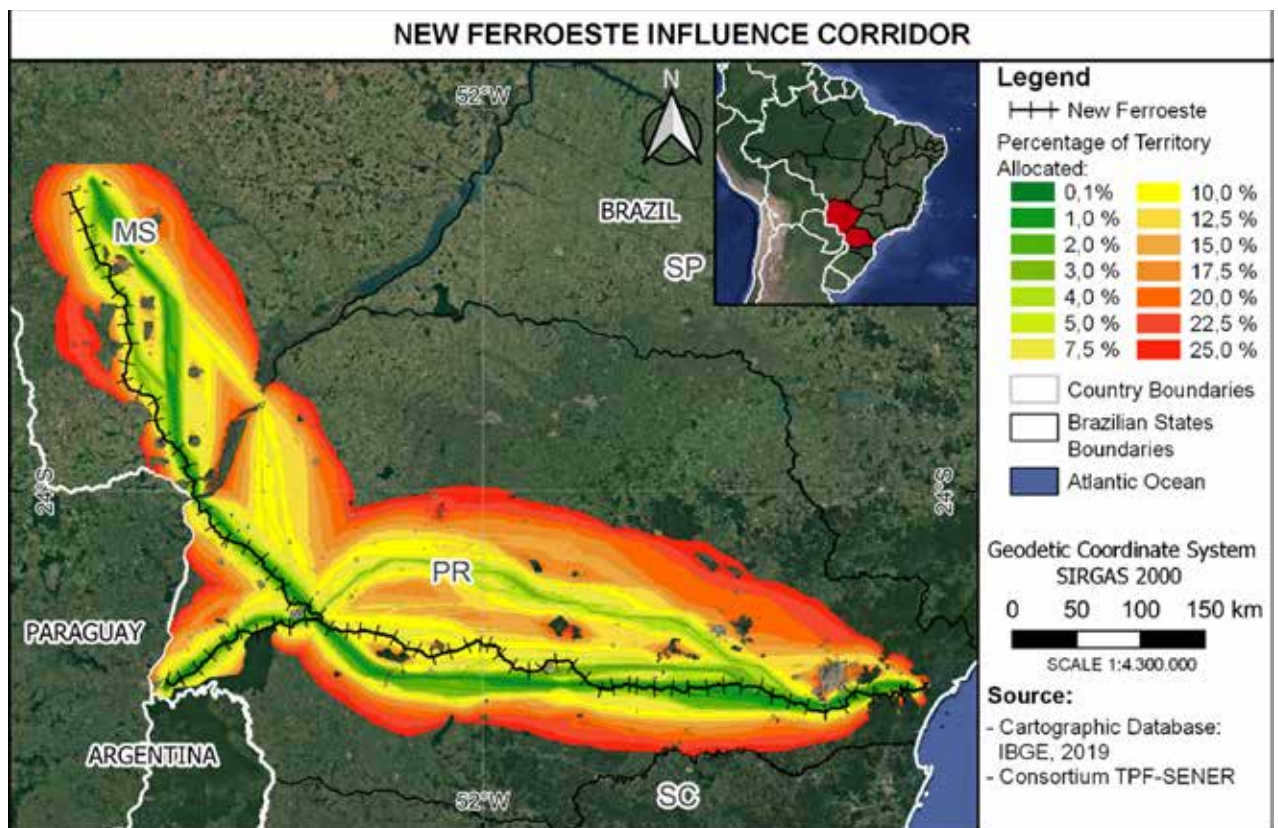 NEW FERROESTE INFLUENCE CORRIDOR
N
52°W
MS
BRAZIL
SP
24°S
24°S
PR
PARAGUAY
ARGENTINA
52°W
SC
Legend
New Ferroeste
Percentage of Territory
Allocated:
0,1% 10,0 %
1,0 % 12,5 %
2,0 % 15,0 %
3,0 % 17,5 %
4,0 % 20,0 %
5,0 % 22,5 %
7,5 % 25,0 %
Country Boundaries
Brazilian States
Boundaries
Atlantic Ocean
Geodetic Coordinate System
SIRGAS 2000
0 50 100 150 km
SCALE 1:4.300.000
Source:
- Cartographic Database:
IBGE, 2019
- Consortium TPF-SENER